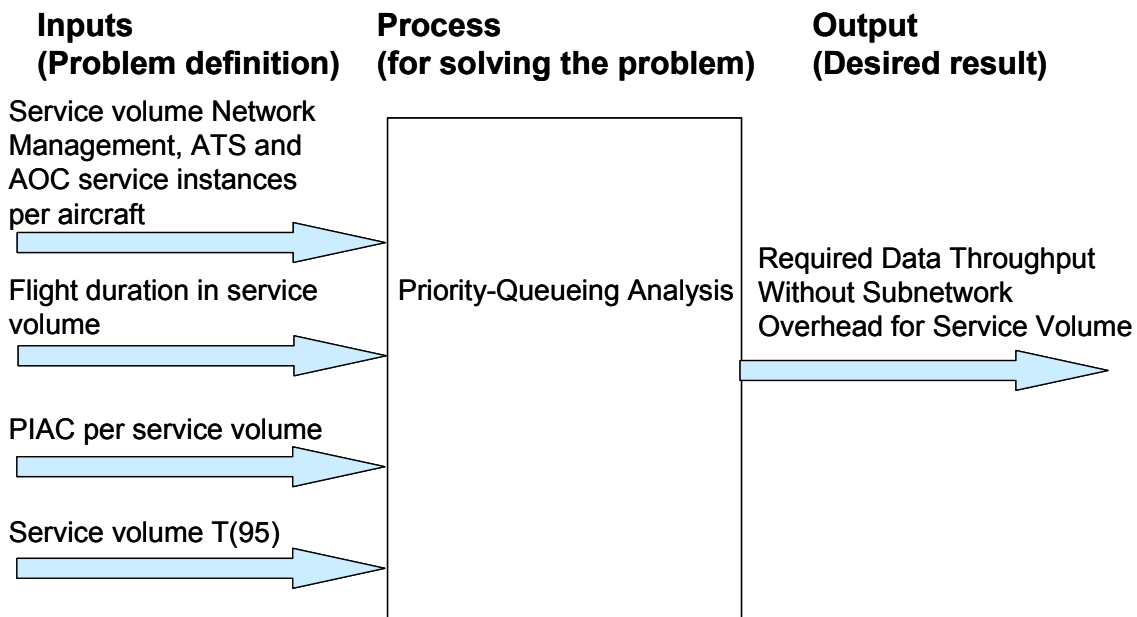 Inputs
(Problem definition)
Process
(for solving the problem)
Output
(Desired result)
Service volume Network
Management, ATS and
AOC service instances
per aircraft
Flight duration in service
volume
PIAC per service volume
Service volume T(95)
Priority-Queueing Analysis
Required Data Throughput
Without Subnetwork
Overhead for Service Volume